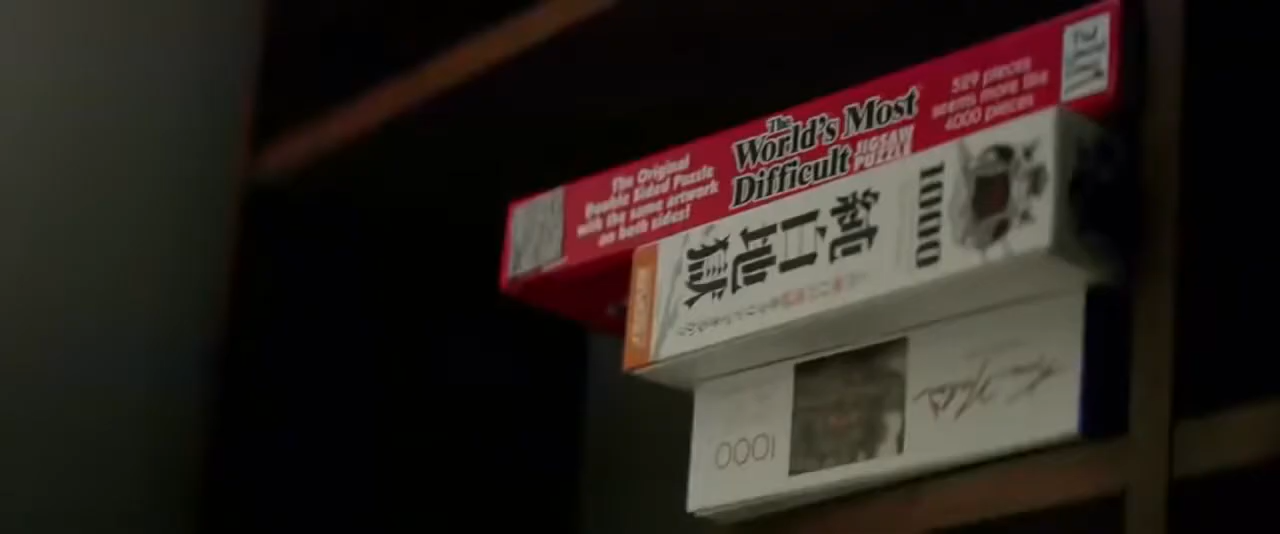 The Original
Double Sided Puzzle
with the same artwork
on both sides!
The
World's Most
Difficult
JIGSAW
PUZZLE
529 pieces
seems more like
4000 pieces
純白地獄
1000
1000